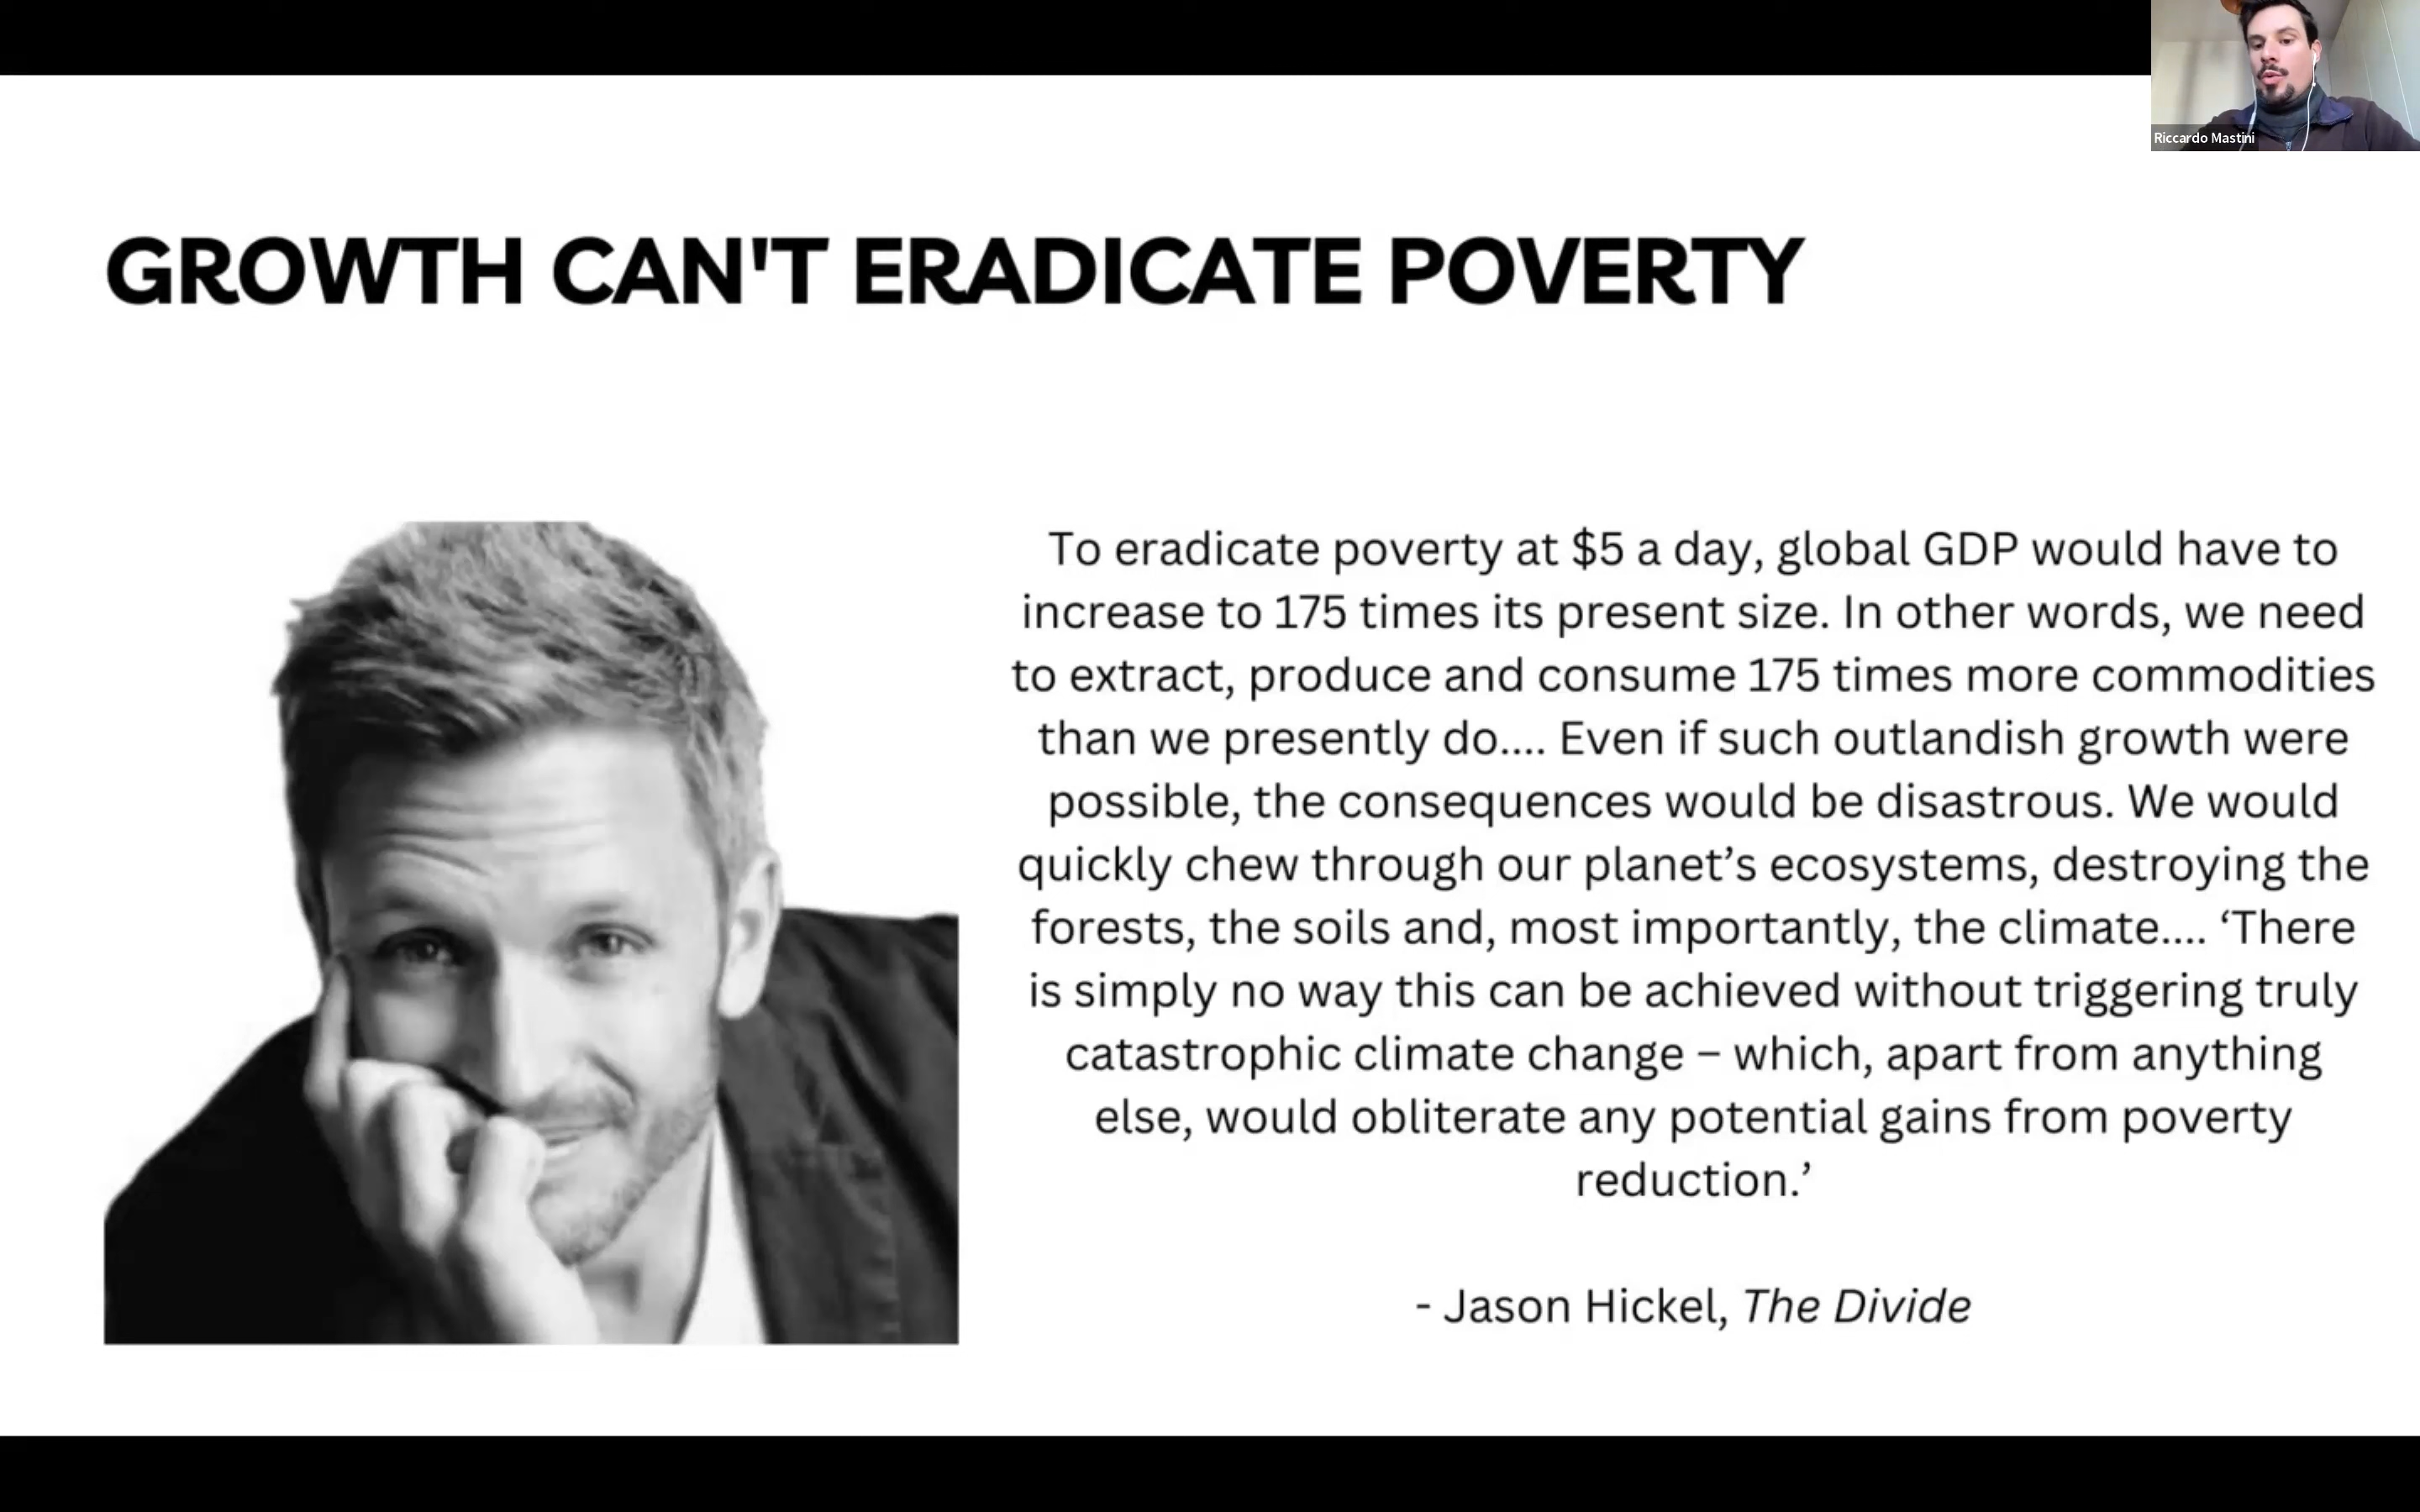 Riccardo Mastini
GROWTH CAN'T ERADICATE POVERTY
To eradicate poverty at $5 a day, global GDP would have to
increase to 175 times its present size. In other words, we need
to extract, produce and consume 175 times more commodities
than we presently do.... Even if such outlandish growth were
possible, the consequences would be disastrous. We would
quickly chew through our planet’s ecosystems, destroying the
forests, the soils and, most importantly, the climate.... ‘There
is simply no way this can be achieved without triggering truly
catastrophic climate change – which, apart from anything
else, would obliterate any potential gains from poverty
reduction.’
- Jason Hickel, The Divide